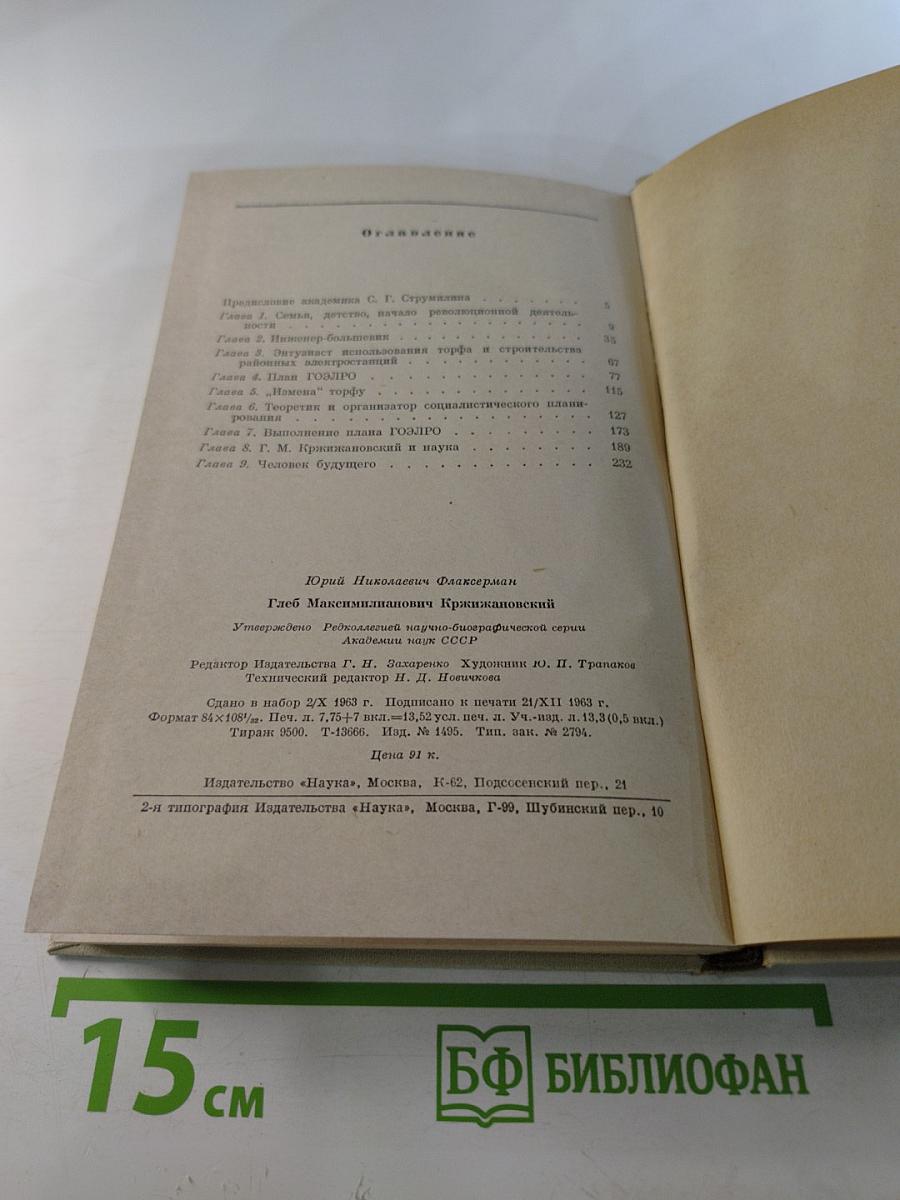 Оглавление
Предисловие академика С. Г. Струмилина . . . . . . . 5
Глава 1. Семья, детство, начало революционной деятель-
ности . . . . . . . . . . . . . . . . 9
Глава 2. Инженер-большевик . . . . . . . . . . . 35
Глава 3. Энтузиаст использования торфа и строительства
районных электростанций . . . . . . . . . . 67
Глава 4. План ГОЭЛРО . . . . . . . . . . . . . 77
Глава 5. „Измена“ торфу . . . . . . . . . . . . . 115
Глава 6. Теоретик и организатор социалистического плани-
рования . . . . . . . . . . . . . . . . 127
Глава 7. Выполнение плана ГОЭЛРО . . . . . . . . . 173
Глава 8. Г. М. Кржижановский и наука . . . . . . . . 189
Глава 9. Человек будущего . . . . . . . . . . . . 232
Юрий Николаевич Флаксерман
Глеб Максимилианович Кржижановский
Утверждено Редколлегией научно-биографической серии
Академии наук СССР
Редактор Издательства Г. Н. Захаренко Художник Ю. П. Трапаков
Технический редактор Н. Д. Новичкова
Сдано в набор 2/X 1963 г. Подписано к печати 21/XII 1963 г.
Формат 84×108¹/₃₂. Печ. л. 7,75+7 вкл.=13,52 усл. печ. л. Уч.-изд. л. 13,3 (0,5 вкл.)
Тираж 9500. Т-13666. Изд. № 1495. Тип. зак. № 2794.
Цена 91 к.
Издательство «Наука», Москва, К-62, Подсосенский пер., 21
2-я типография Издательства «Наука», Москва, Г-99, Шубинский пер., 10
15 см
БФ БИБЛИОФАН